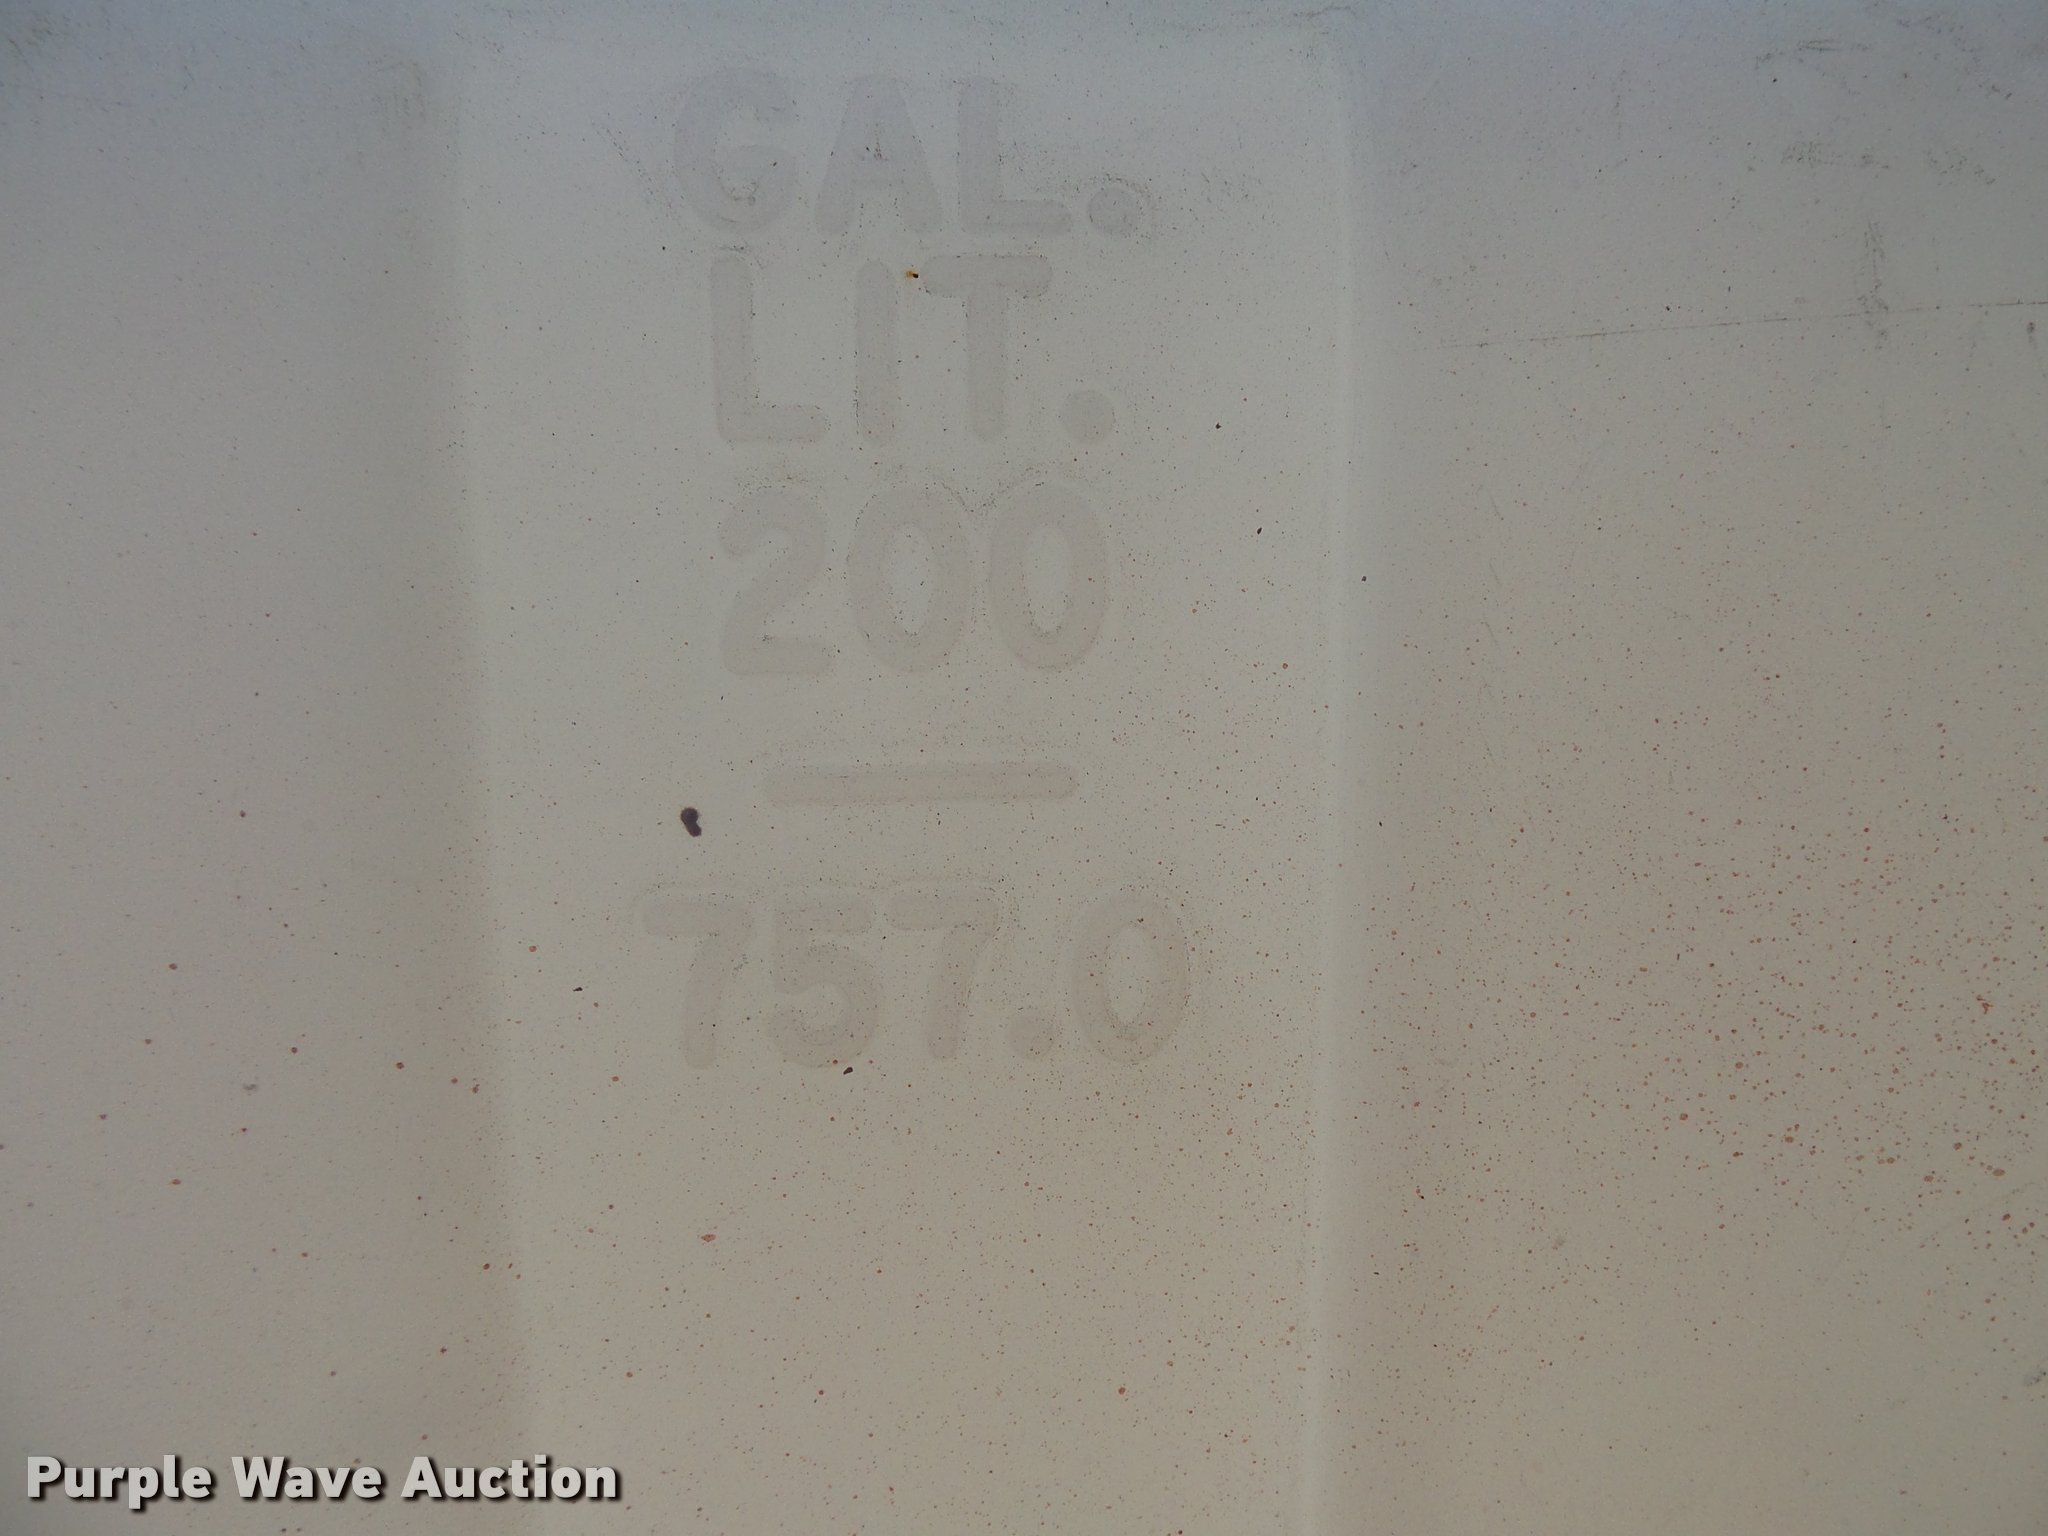 GAL.
LIT.
200
757.0
Purple Wave Auction